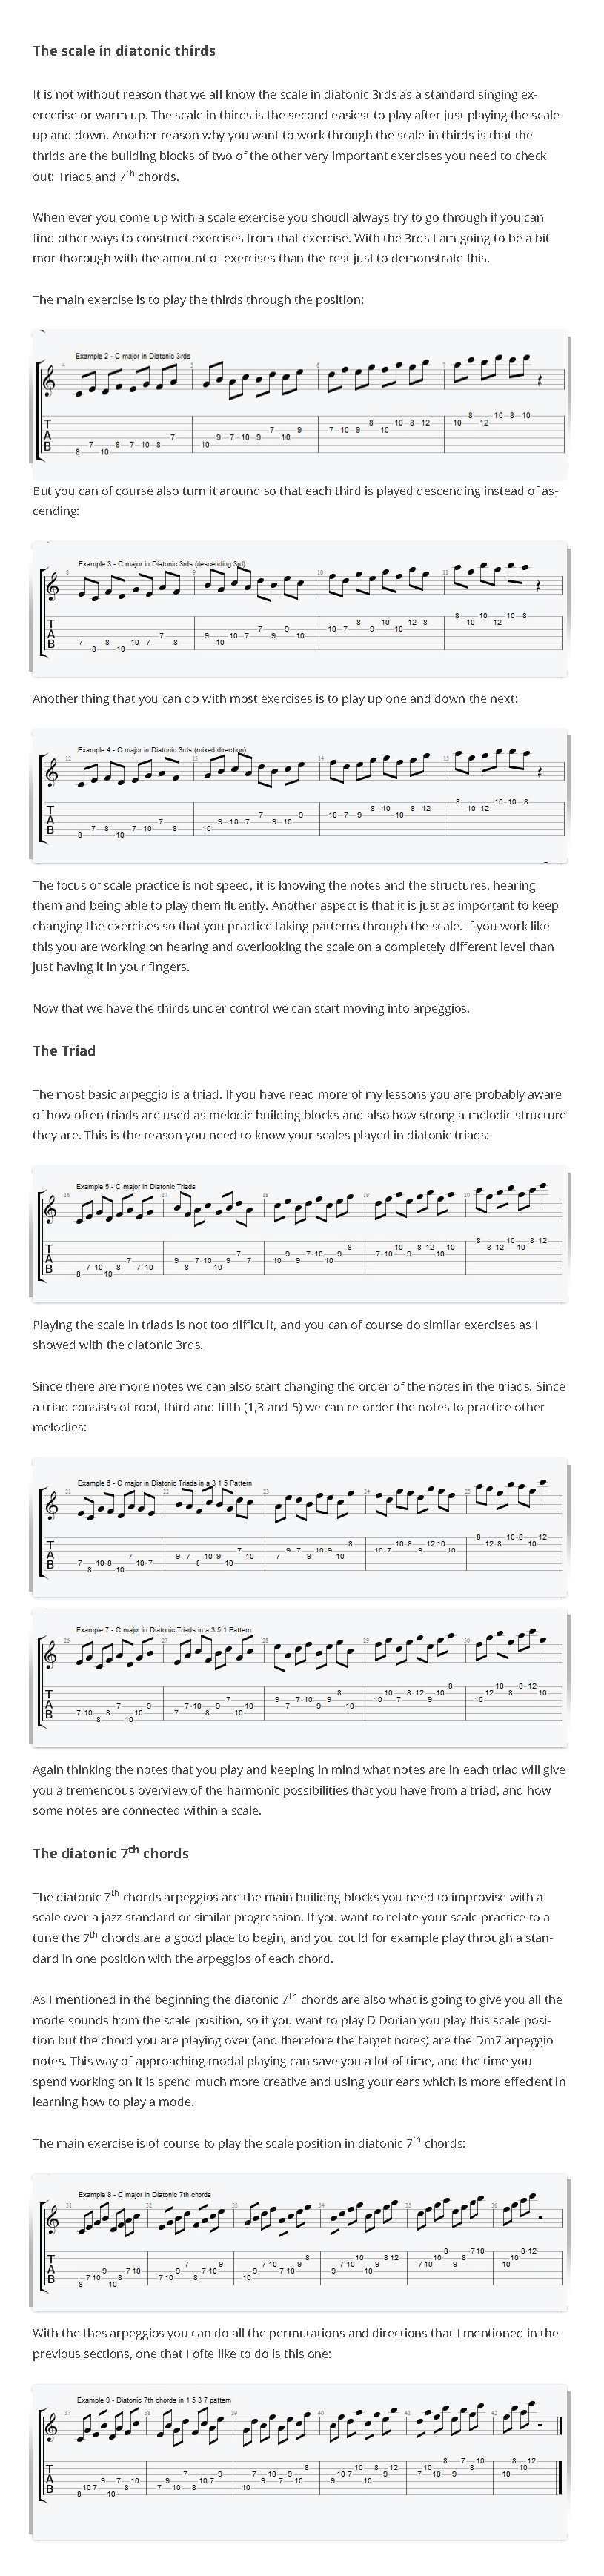 The scale in diatonic thirds
It is not without reason that we all know the scale in diatonic 3rds as a standard singing ex-
ercerise or warm up. The scale in thirds is the second easiest to play after just playing the scale
up and down. Another reason why you want to work through the scale in thirds is that the
thrids are the building blocks of two of the other very important exercises you need to check
out: Triads and 7th chords.
When ever you come up with a scale exercise you shoudl always try to go through if you can
find other ways to construct exercises from that exercise. With the 3rds I am going to be a bit
mor thorough with the amount of exercises than the rest just to demonstrate this.
The main exercise is to play the thirds through the position:
Example 2 - C major in Diatonic 3rds
But you can of course also turn it around so that each third is played descending instead of as-
cending:
Example 3 - C major in Diatonic 3rds (descending 3rd)
Another thing that you can do with most exercises is to play up one and down the next:
Example 4 - C major in Diatonic 3rds (mixed direction)
The focus of scale practice is not speed, it is knowing the notes and the structures, hearing
them and being able to play them fluently. Another aspect is that it is just as important to keep
changing the exercises so that you practice taking patterns through the scale. If you work like
this you are working on hearing and overlooking the scale on a completely different level than
just having it in your fingers.
Now that we have the thirds under control we can start moving into arpeggios.
The Triad
The most basic arpeggio is a triad. If you have read more of my lessons you are probably aware
of how often triads are used as melodic building blocks and also how strong a melodic structure
they are. This is the reason you need to know your scales played in diatonic triads:
Example 5 - C major in Diatonic Triads
Playing the scale in triads is not too difficult, and you can of course do similar exercises as I
showed with the diatonic 3rds.
Since there are more notes we can also start changing the order of the notes in the triads. Since
a triad consists of root, third and fifth (1,3 and 5) we can re-order the notes to practice other
melodies:
Example 6 - C major in Diatonic Triads in a 3 1 5 Pattern
Example 7 - C major in Diatonic Triads in a 3 5 1 Pattern
Again thinking the notes that you play and keeping in mind what notes are in each triad will give
you a tremendous overview of the harmonic possibilities that you have from a triad, and how
some notes are connected within a scale.
The diatonic 7th chords
The diatonic 7th chords arpeggios are the main builidng blocks you need to improvise with a
scale over a jazz standard or similar progression. If you want to relate your scale practice to a
tune the 7th chords are a good place to begin, and you could for example play through a stan-
dard in one position with the arpeggios of each chord.
As I mentioned in the beginning the diatonic 7th chords are also what is going to give you all the
mode sounds from the scale position, so if you want to play D Dorian you play this scale posi-
tion but the chord you are playing over (and therefore the target notes) are the Dm7 arpeggio
notes. This way of approaching modal playing can save you a lot of time, and the time you
spend working on it is spend much more creative and using your ears which is more effecient in
learning how to play a mode.
The main exercise is of course to play the scale position in diatonic 7th chords:
Example 8 - C major in Diatonic 7th chords
With the thes arpeggios you can do all the permutations and directions that I mentioned in the
previous sections, one that I ofte like to do is this one:
Example 9 - Diatonic 7th chords in 1 5 3 7 pattern